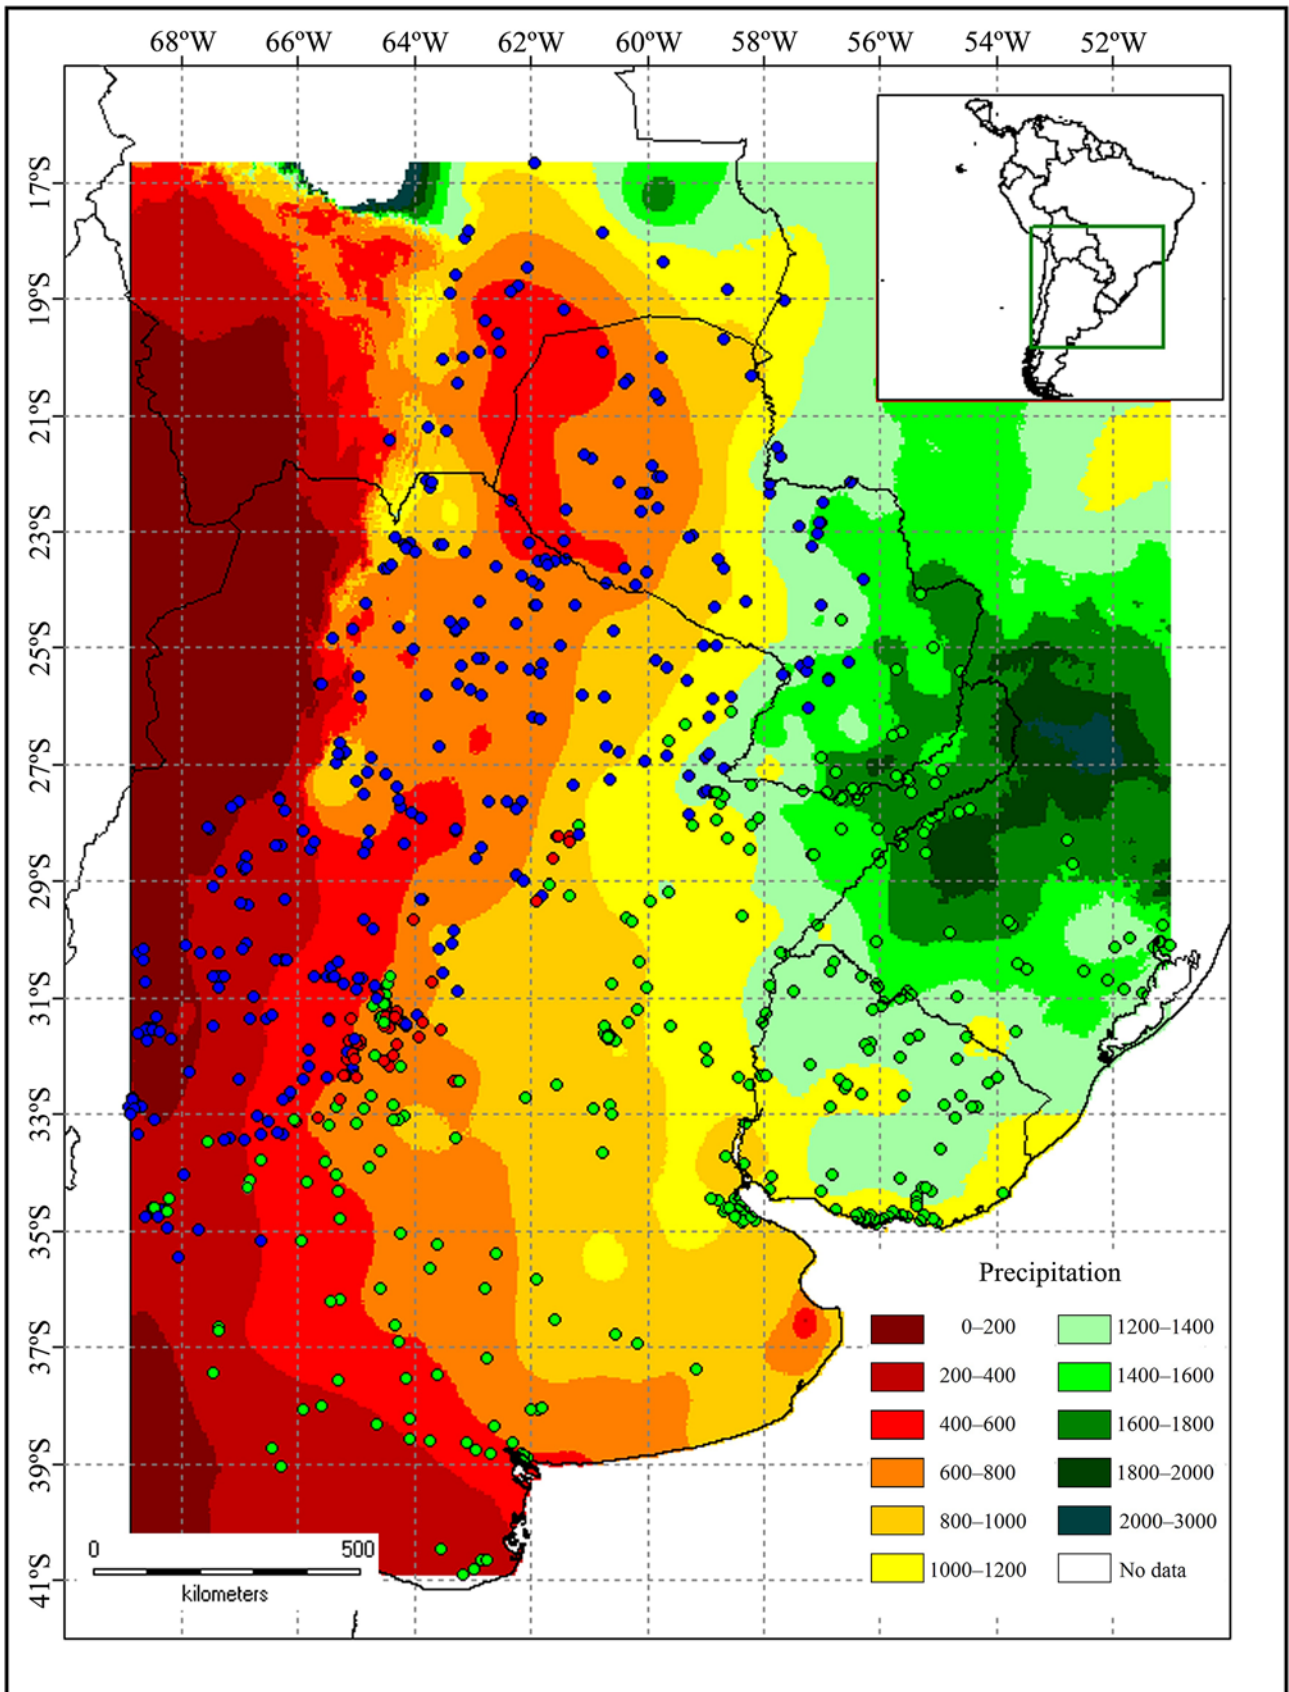 68ºW 66ºW 64ºW 62ºW 60ºW 58ºW 56ºW 54ºW 52ºW
17ºS
19ºS
21ºS
23ºS
25ºS
27ºS
29ºS
31ºS
33ºS
35ºS
37ºS
39ºS
41ºS
Precipitation
0–200
200–400
400–600
600–800
800–1000
1000–1200
1200–1400
1400–1600
1600–1800
1800–2000
2000–3000
No data
0 500
kilometers